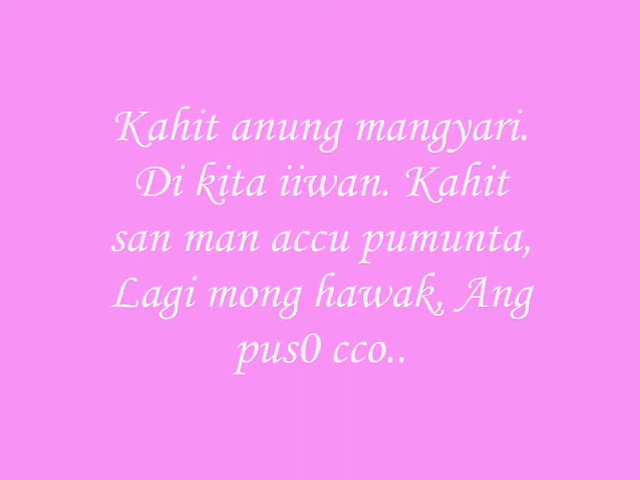 Kahit anung mangyari.
Di kita iiwan. Kahit
san man accu pumunta,
Lagi mong hawak, Ang
pus0 cco..